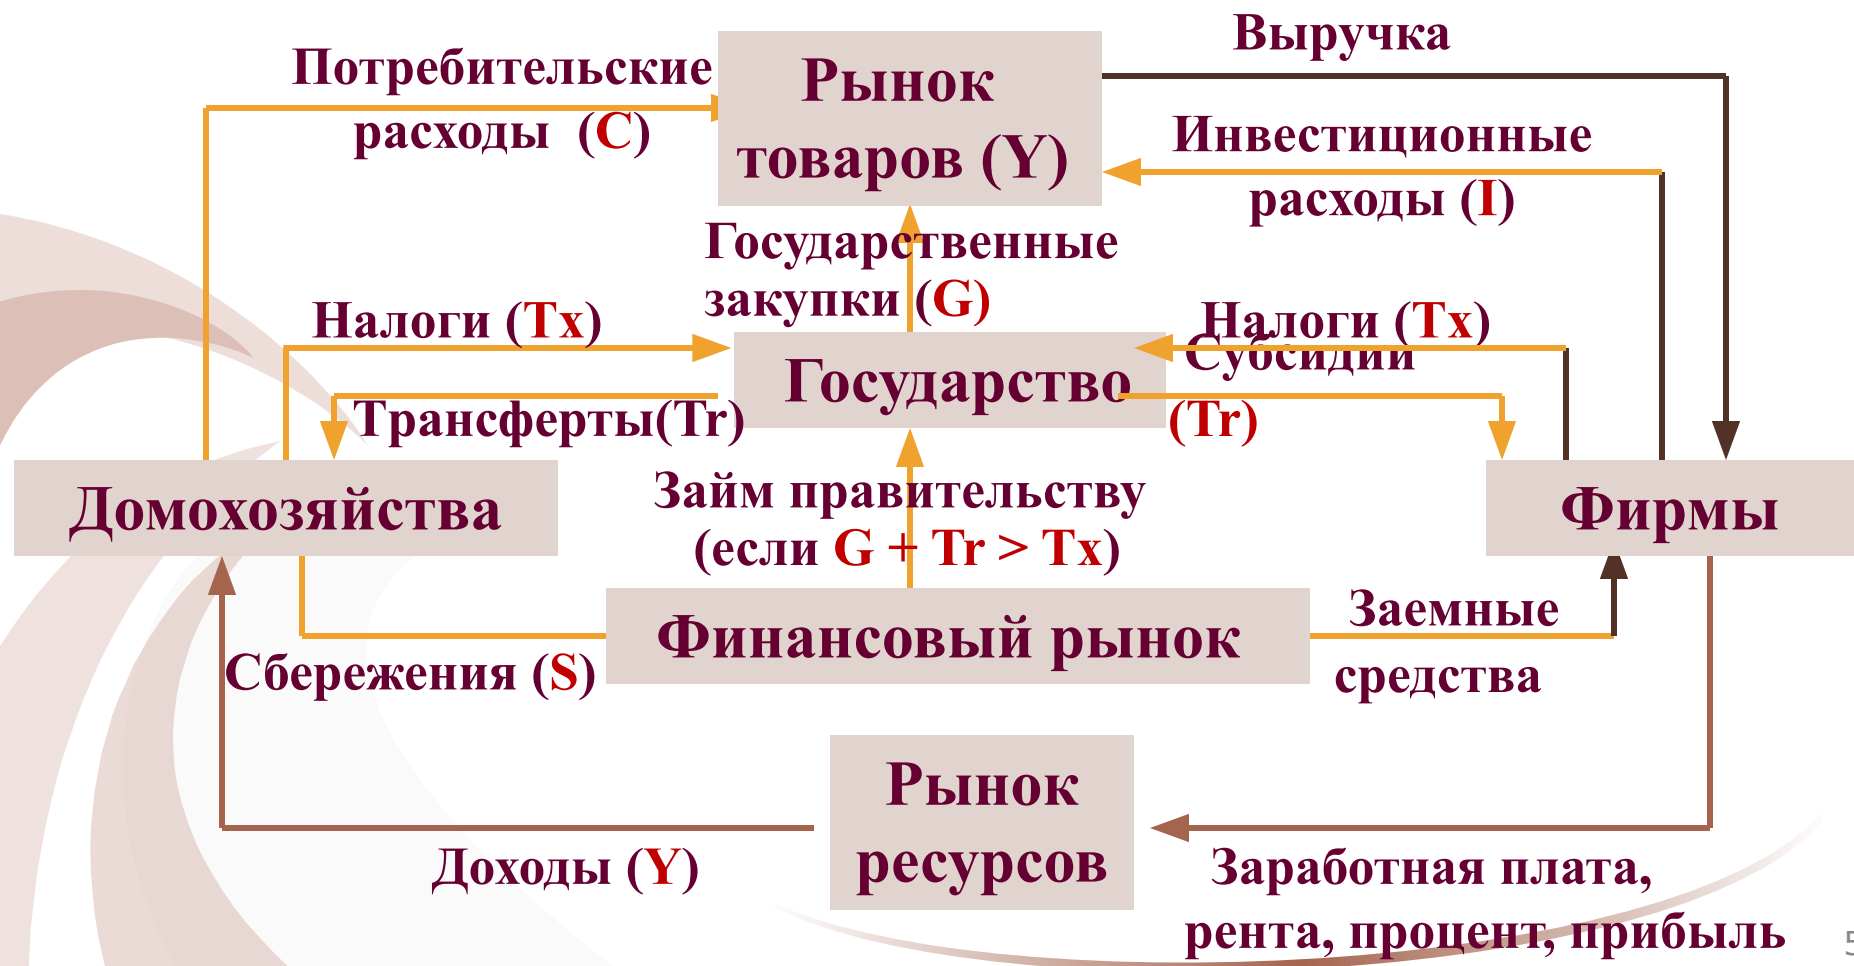 Выручка
Потребительские
расходы (C)
Рынок
товаров (Y)
Инвестиционные
расходы (I)
Государственные
закупки (G)
Налоги (Tx)
Налоги (Tx)
Субсидии
(Tr)
Государство
Трансферты(Tr)
Домохозяйства
Фирмы
Займ правительству
(если G + Tr > Tx)
Финансовый рынок
Заемные
средства
Сбережения (S)
Рынок
ресурсов
Доходы (Y)
Заработная плата,
рента, процент, прибыль
5